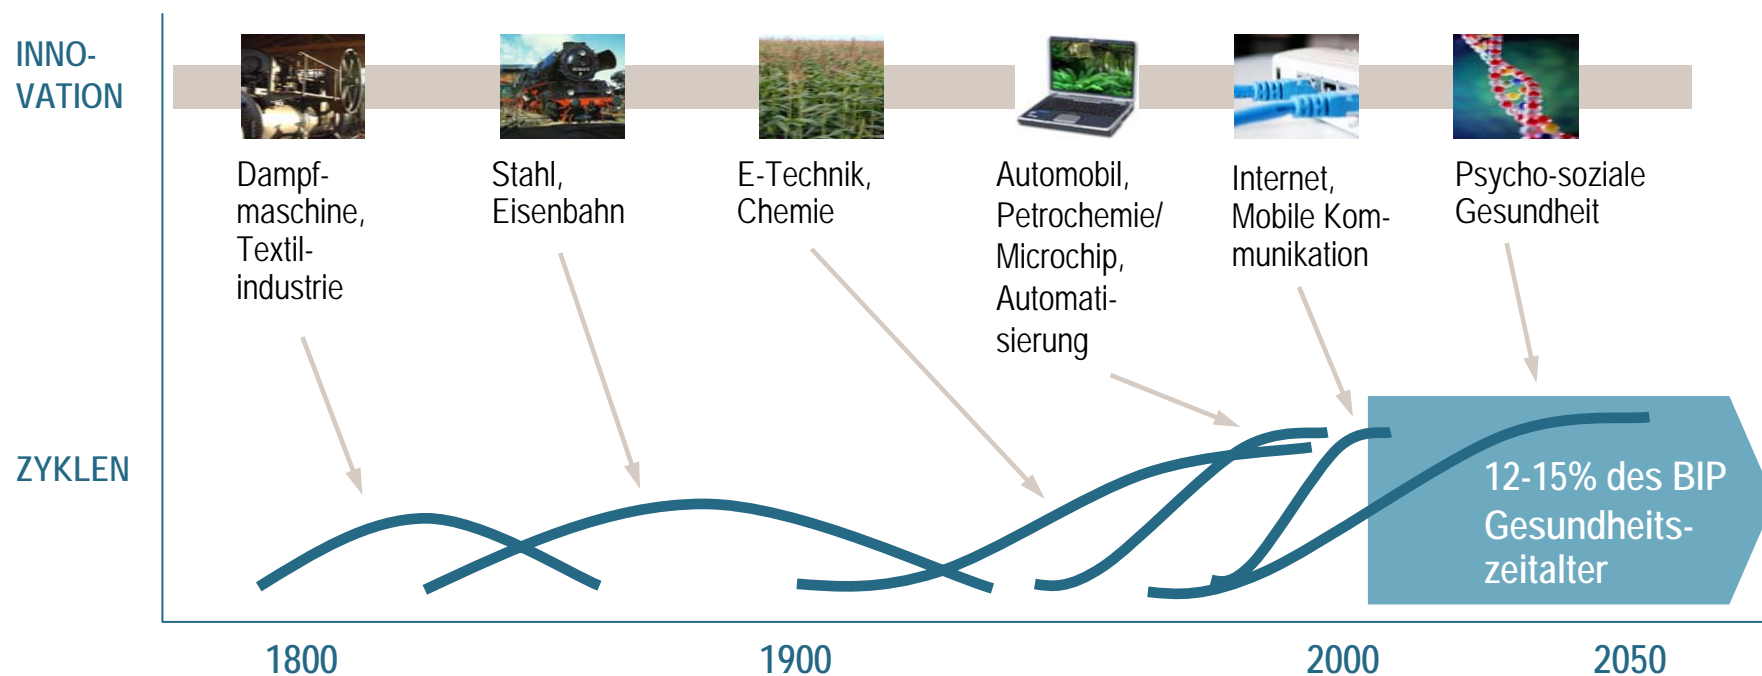 INNO-
VATION
Dampf-
maschine,
Textil-
industrie
Stahl,
Eisenbahn
E-Technik,
Chemie
Automobil,
Petrochemie/
Microchip,
Automati-
sierung
Internet,
Mobile Kom-
munikation
Psycho-soziale
Gesundheit
ZYKLEN
12-15% des BIP
Gesundheits-
zeitalter
1800
1900
2000
2050